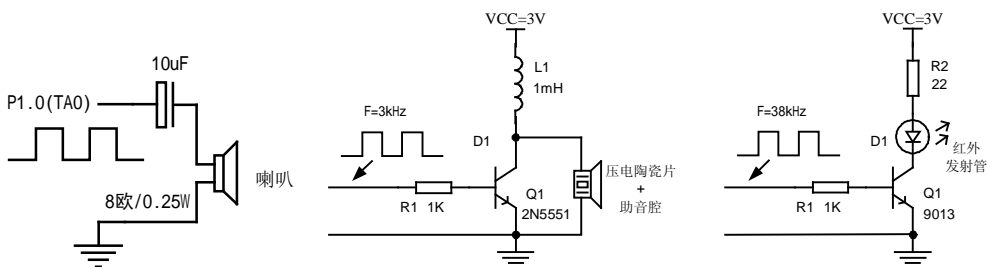 10uF
P1.0(TA0)
喇叭
8欧/0.25W
VCC=3V
L1
1mH
F=3kHz
D1
压电陶瓷片
+
助音腔
Q1
R1 1K
2N5551
VCC=3V
R2
22
F=38kHz
D1
红外
发射管
Q1
R1 1K
9013